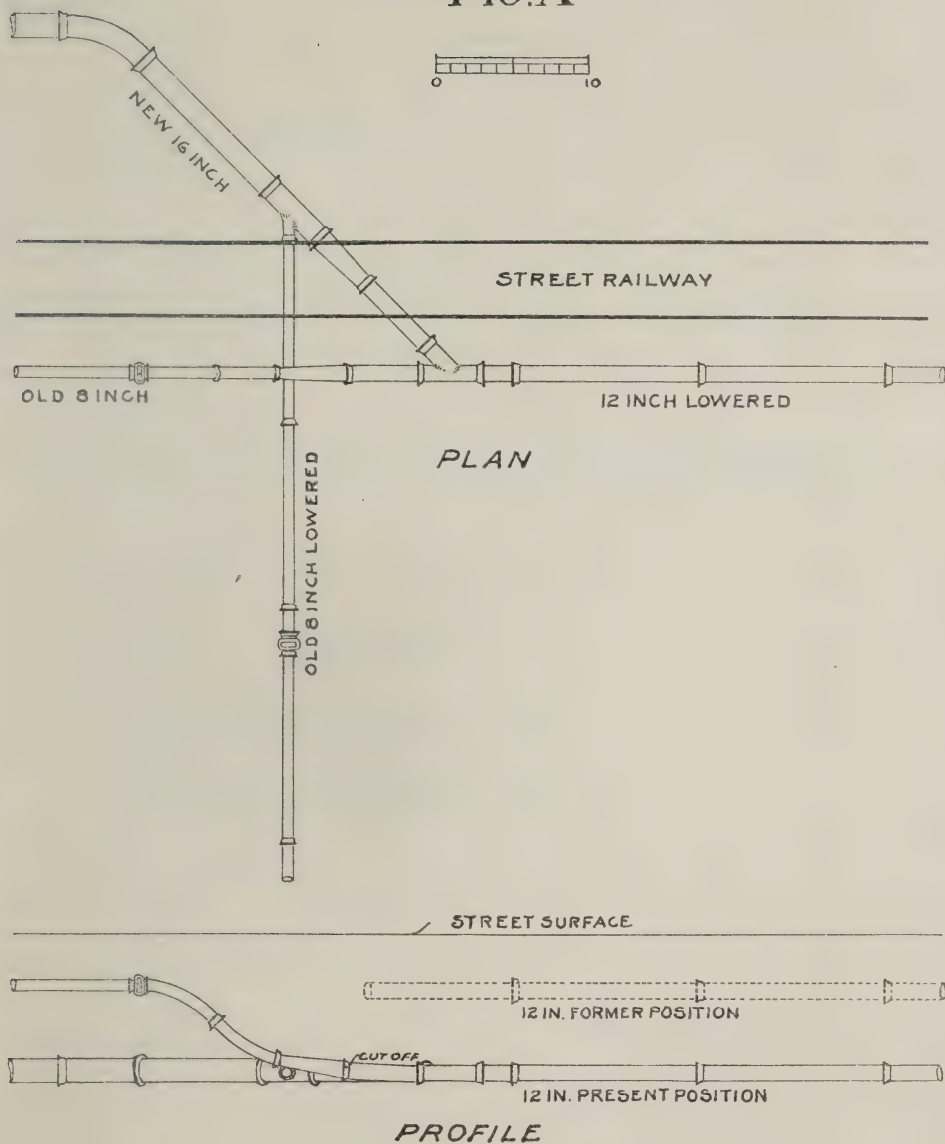 FIG.A
0 10
NEW 16 INCH
STREET RAILWAY
OLD 8 INCH
12 INCH LOWERED
PLAN
OLD 8 INCH LOWERED
STREET SURFACE
12 IN. FORMER POSITION
CUT OFF
12 IN. PRESENT POSITION
PROFILE